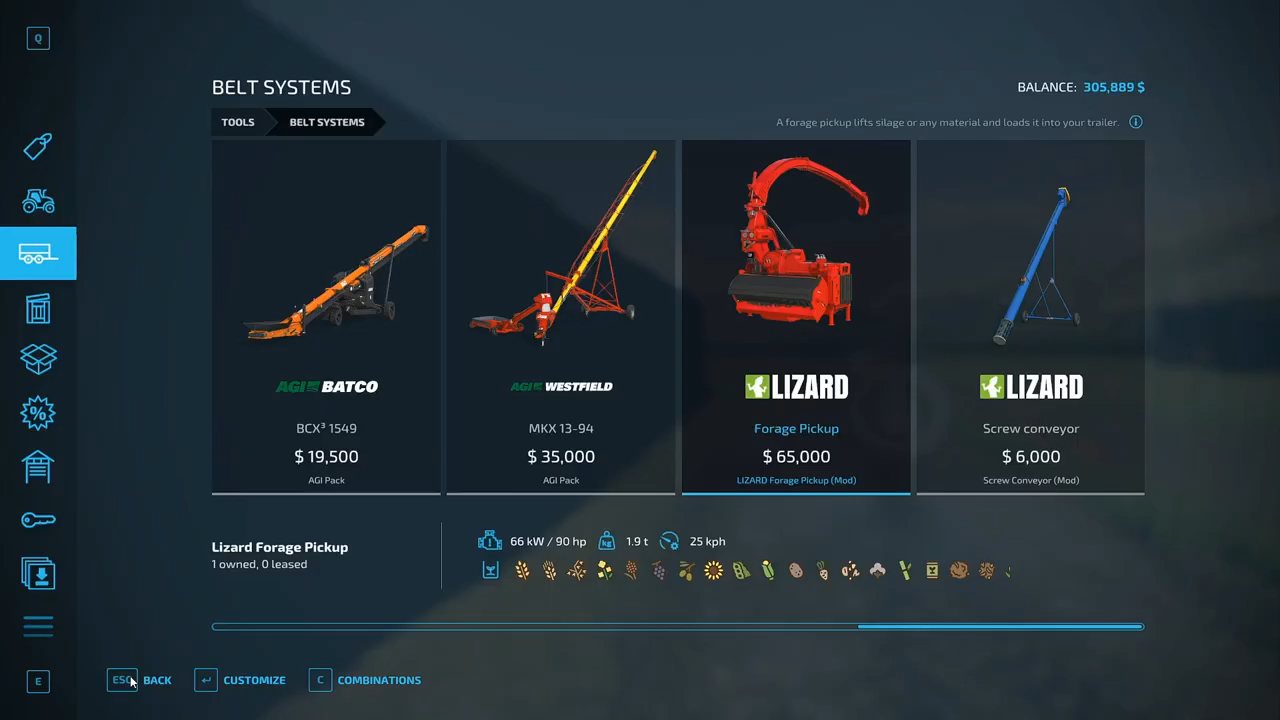 Q
BELT SYSTEMS
BALANCE: 305,889 $
TOOLS
BELT SYSTEMS
A forage pickup lifts silage or any material and loads it into your trailer.
AGI BATCO
BCX³ 1549
$ 19,500
AGI Pack
AGI WESTFIELD
MKX 13-94
$ 35,000
AGI Pack
LIZARD
Forage Pickup
$ 65,000
LIZARD Forage Pickup (Mod)
LIZARD
Screw conveyor
$ 6,000
Screw Conveyor (Mod)
Lizard Forage Pickup
1 owned, 0 leased
66 kW / 90 hp
1.9 t
25 kph
E
ESC BACK
CUSTOMIZE
C COMBINATIONS